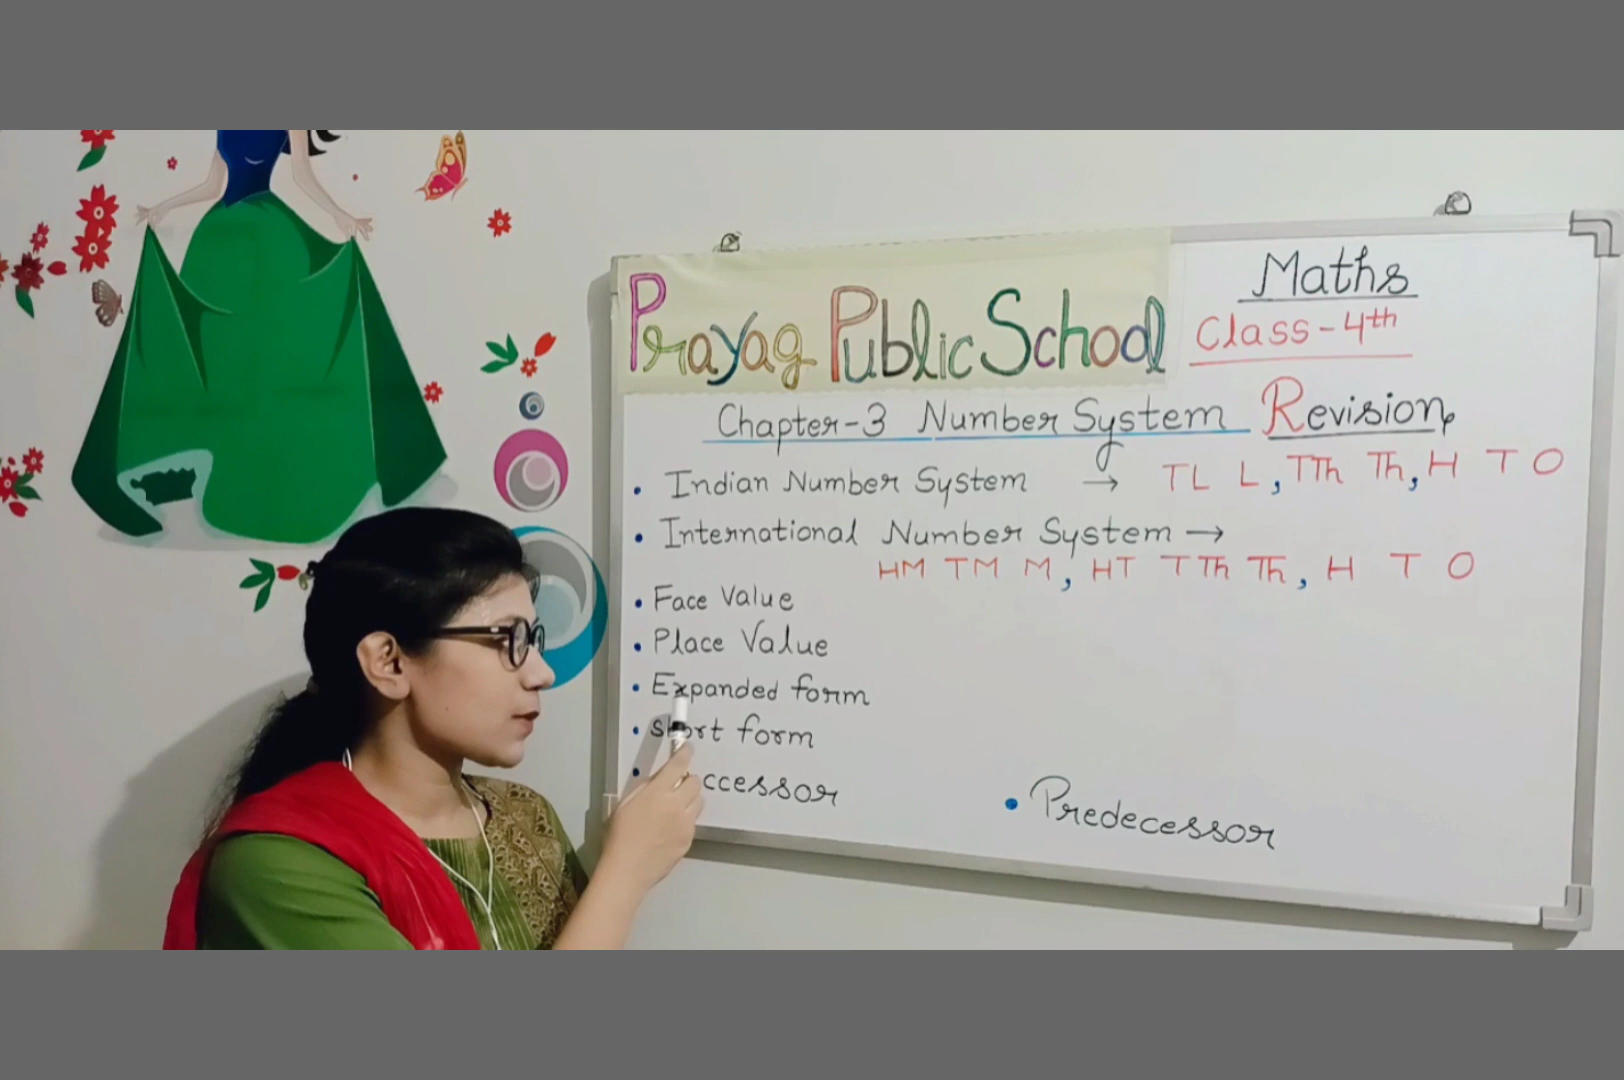 Prayag Public School
Maths
Class-4th
Chapter-3 Number System Revision
• Indian Number System → TL L, TTh Th, H T O
• International Number System →
HM TM M, HT TTh Th, H T O
• Face Value
• Place Value
• Expanded form
• Short form
• ccessor
• Predecessor